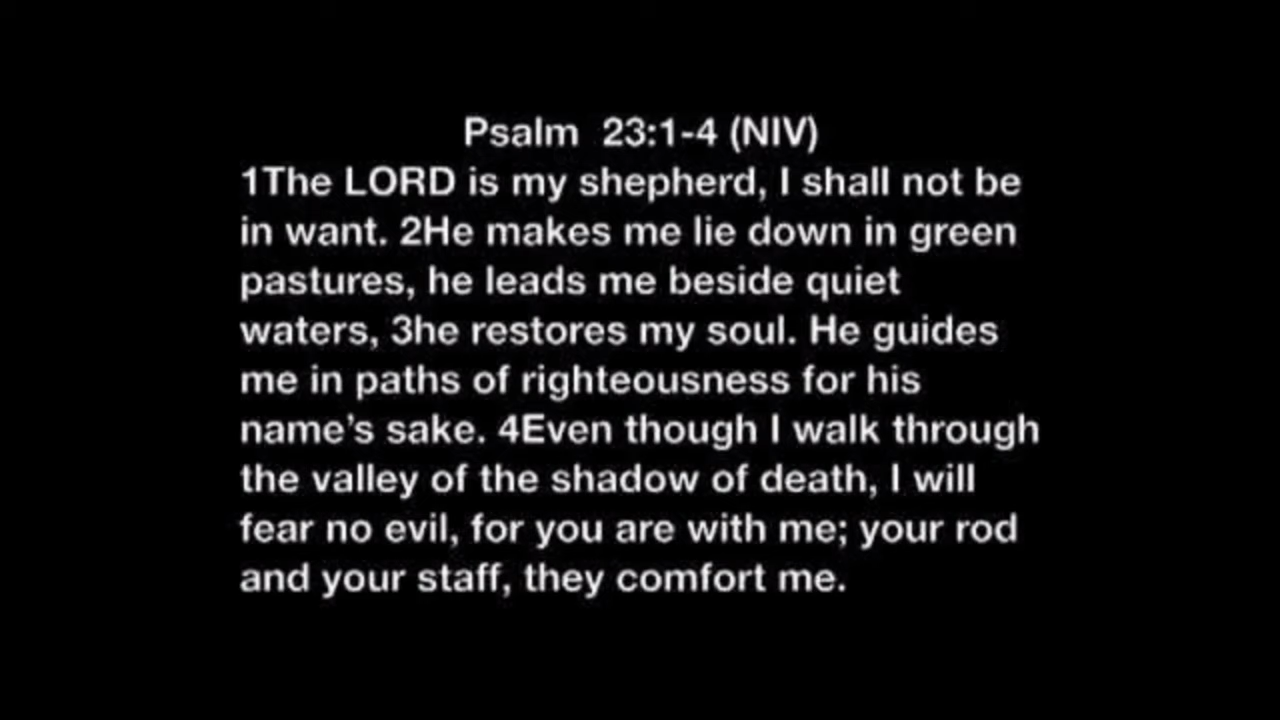 Psalm  23:1-4 (NIV)
1The LORD is my shepherd, I shall not be
in want. 2He makes me lie down in green
pastures, he leads me beside quiet
waters, 3he restores my soul. He guides
me in paths of righteousness for his
name’s sake. 4Even though I walk through
the valley of the shadow of death, I will
fear no evil, for you are with me; your rod
and your staff, they comfort me.